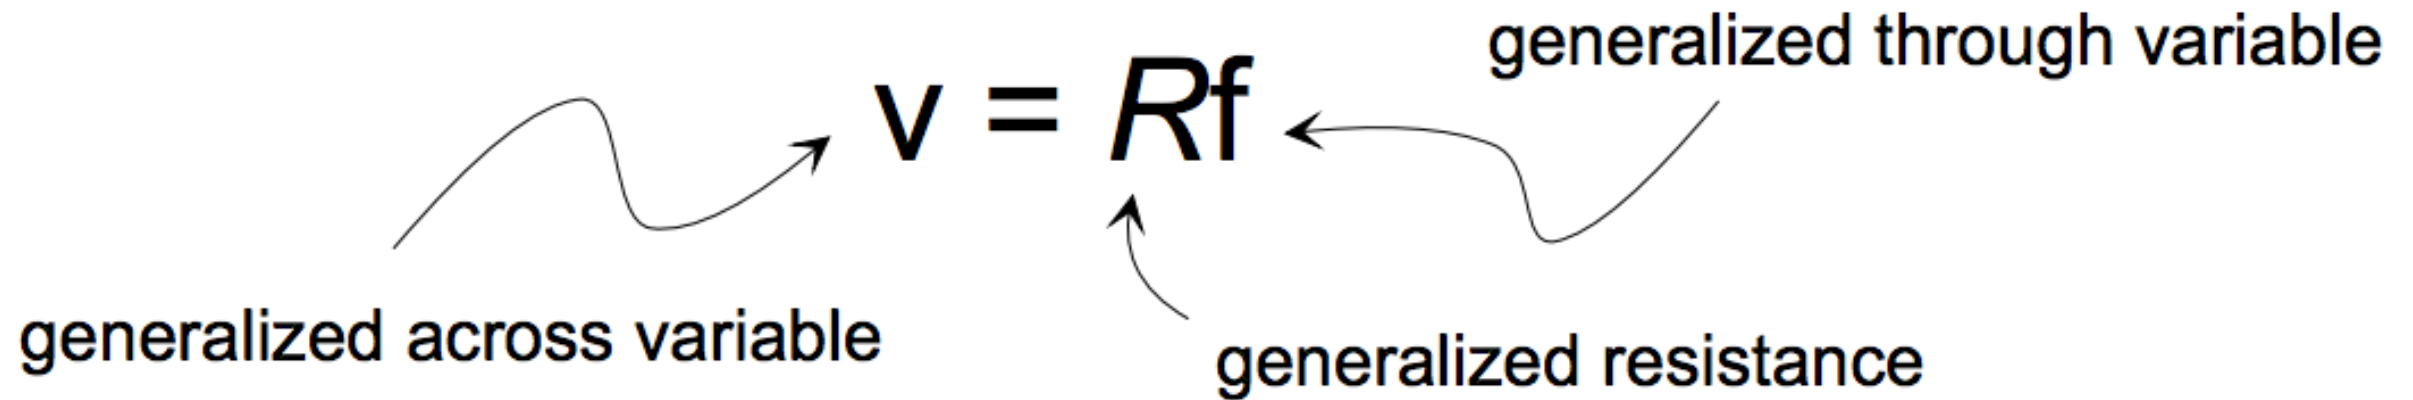 generalized through variable
v = Rf
generalized across variable
generalized resistance